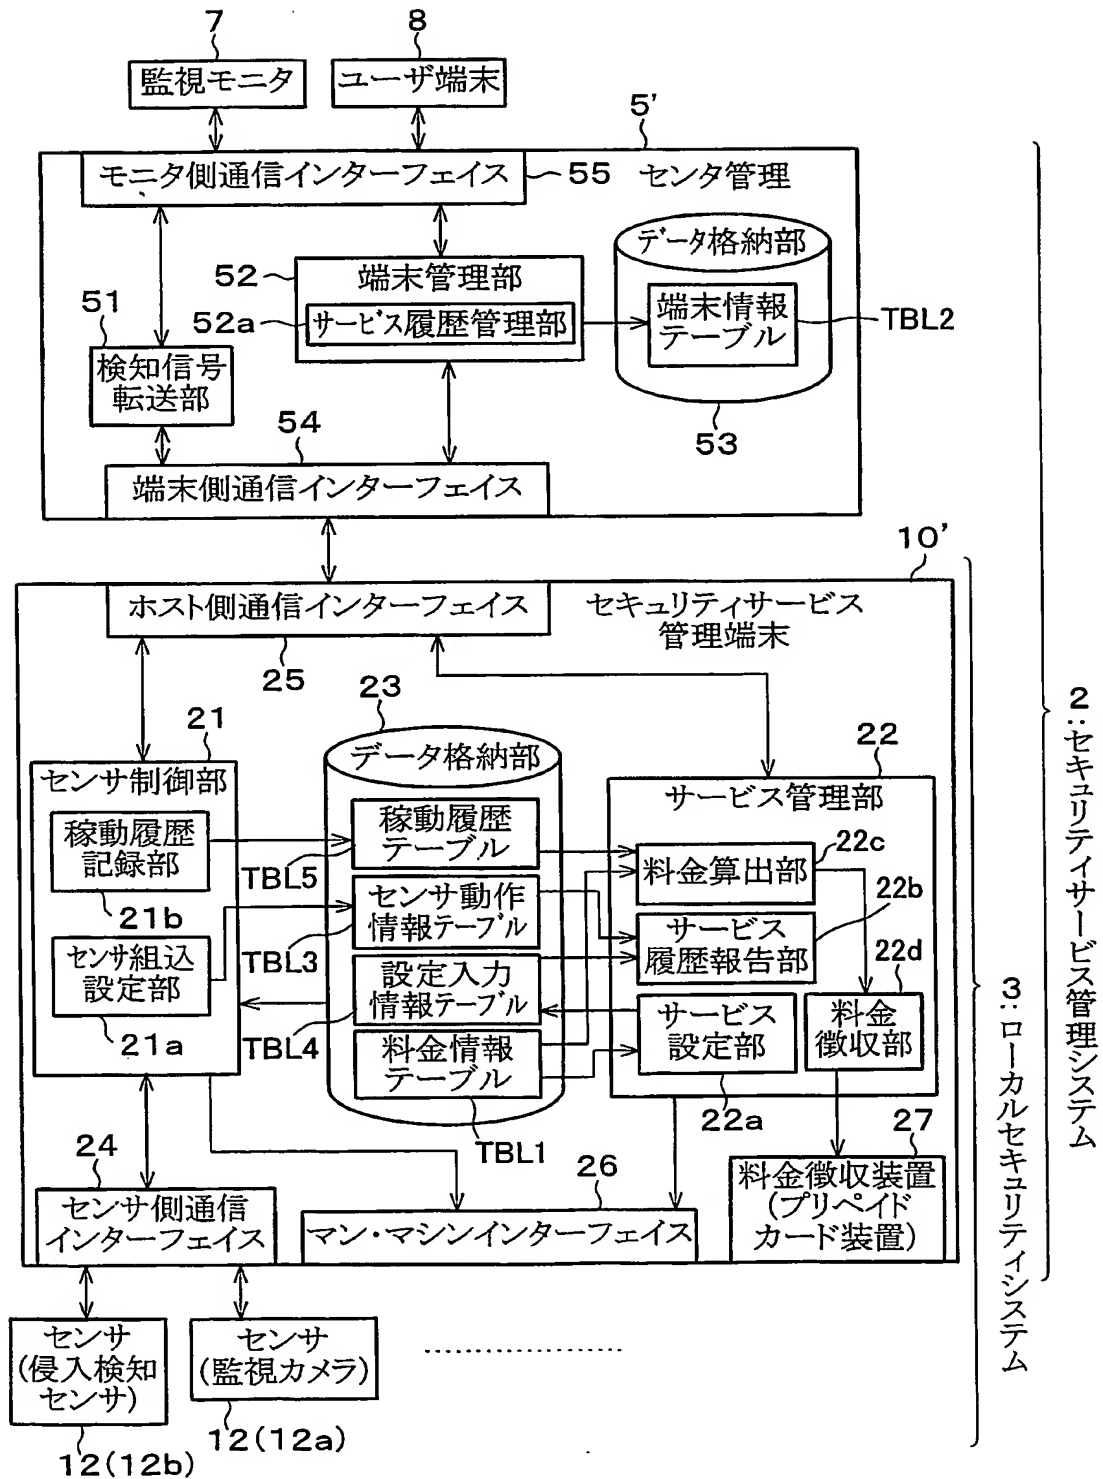 7
8
監視モニタ
ユーザ端末
5'
モニタ側通信インターフェイス
55
センタ管理
データ格納部
52
端末管理部
51
52a
サービス履歴管理部
端末情報
テーブル
TBL2
検知信号
転送部
54
53
端末側通信インターフェイス
10'
ホスト側通信インターフェイス
セキュリティサービス
管理端末
25
23
21
データ格納部
22
センサ制御部
サービス管理部
稼動履歴
記録部
稼動履歴
テーブル
22c
料金算出部
TBL5
21b
センサ動作
情報テーブル
22b
サービス
履歴報告部
センサ組込
設定部
TBL3
22d
設定入力
情報テーブル
サービス
設定部
料金
徴収部
21a
TBL4
料金情報
テーブル
22a
27
24
TBL1
26
料金徴収装置
(プリペイド
カード装置)
センサ側通信
インターフェイス
マン・マシンインターフェイス
センサ
(侵入検知
センサ)
センサ
(監視カメラ)
....................
12(12b)
12(12a)
2:セキュリティサービス管理システム
3:ローカルセキュリティシステム